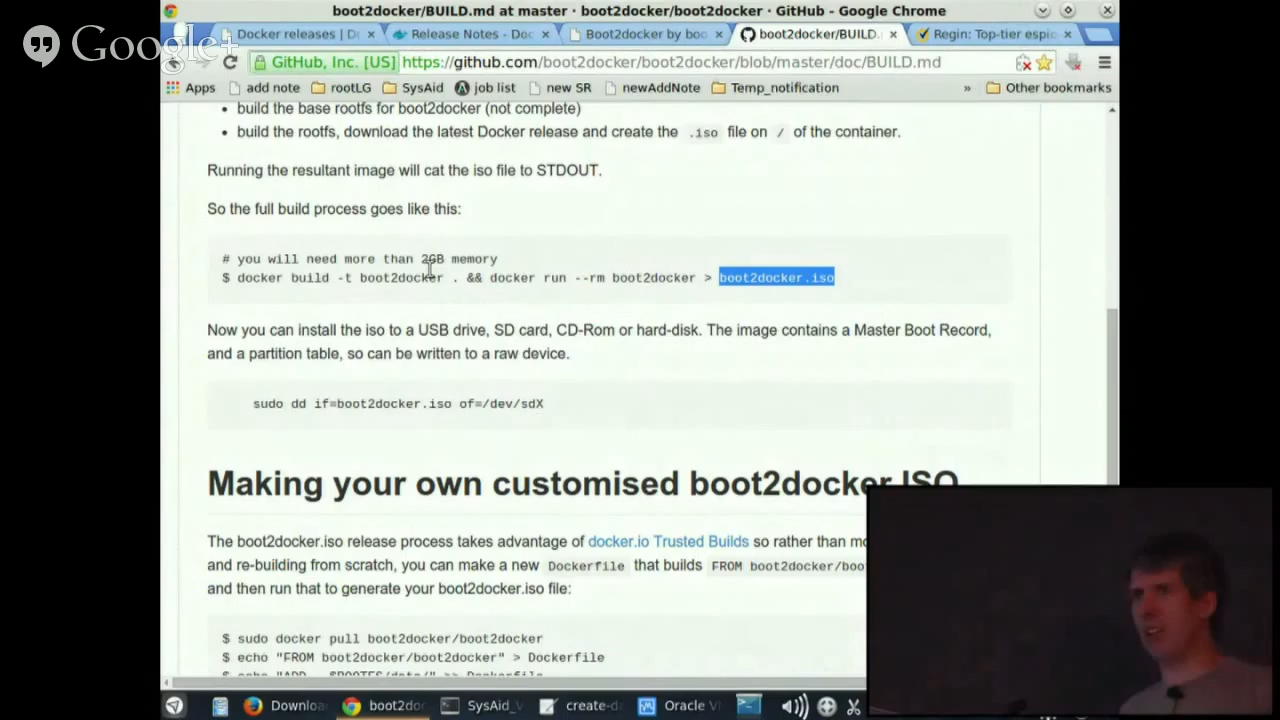 boot2docker/BUILD.md at master · boot2docker/boot2docker · GitHub - Google Chrome
Google+
Docker releases | D
Release Notes - Doc
Boot2docker by boo
boot2docker/BUILD.
Regin: Top-tier espi
GitHub, Inc. [US] https://github.com/boot2docker/boot2docker/blob/master/doc/BUILD.md
Apps add note rootLG SysAid job list new SR newAddNote Temp_notification » Other bookmarks
• build the base rootfs for boot2docker (not complete)
• build the rootfs, download the latest Docker release and create the .iso file on / of the container.
Running the resultant image will cat the iso file to STDOUT.
So the full build process goes like this:
# you will need more than 2GB memory
$ docker build -t boot2docker . && docker run --rm boot2docker > boot2docker.iso
Now you can install the iso to a USB drive, SD card, CD-Rom or hard-disk. The image contains a Master Boot Record,
and a partition table, so can be written to a raw device.
sudo dd if=boot2docker.iso of=/dev/sdX
Making your own customised boot2docker ISO
The boot2docker.iso release process takes advantage of docker.io Trusted Builds so rather than mo
and re-building from scratch, you can make a new Dockerfile that builds FROM boot2docker/boo
and then run that to generate your boot2docker.iso file:
$ sudo docker pull boot2docker/boot2docker
$ echo "FROM boot2docker/boot2docker" > Dockerfile
$ echo "ADD . $ROOTFS/data/" >> Dockerfile
Downloa boot2do SysAid_V create-d Oracle V